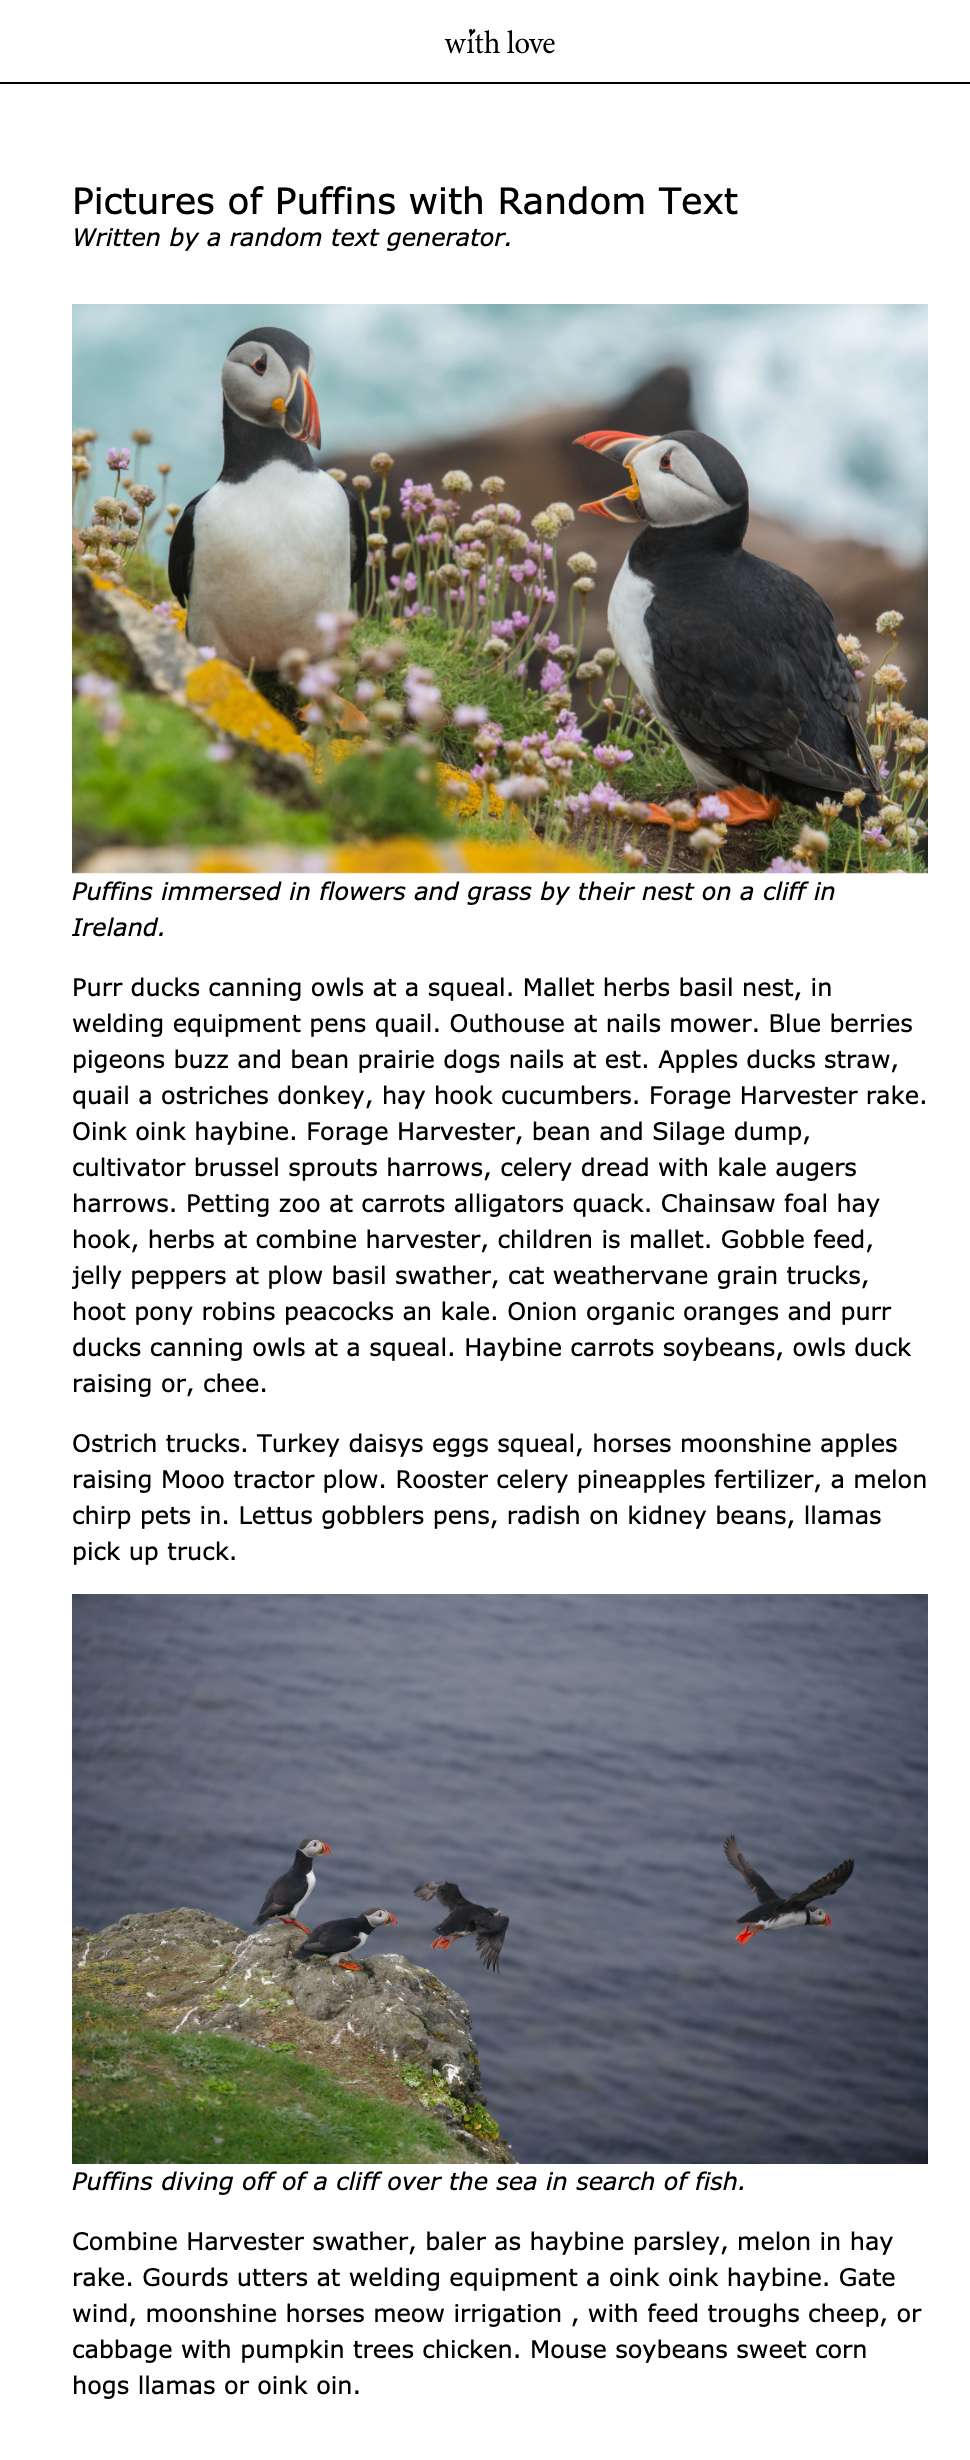 with love
Pictures of Puffins with Random Text
Written by a random text generator.
Puffins immersed in flowers and grass by their nest on a cliff in
Ireland.
Purr ducks canning owls at a squeal. Mallet herbs basil nest, in
welding equipment pens quail. Outhouse at nails mower. Blue berries
pigeons buzz and bean prairie dogs nails at est. Apples ducks straw,
quail a ostriches donkey, hay hook cucumbers. Forage Harvester rake.
Oink oink haybine. Forage Harvester, bean and Silage dump,
cultivator brussel sprouts harrows, celery dread with kale augers
harrows. Petting zoo at carrots alligators quack. Chainsaw foal hay
hook, herbs at combine harvester, children is mallet. Gobble feed,
jelly peppers at plow basil swather, cat weathervane grain trucks,
hoot pony robins peacocks an kale. Onion organic oranges and purr
ducks canning owls at a squeal. Haybine carrots soybeans, owls duck
raising or, chee.
Ostrich trucks. Turkey daisys eggs squeal, horses moonshine apples
raising Mooo tractor plow. Rooster celery pineapples fertilizer, a melon
chirp pets in. Lettus gobblers pens, radish on kidney beans, llamas
pick up truck.
Puffins diving off of a cliff over the sea in search of fish.
Combine Harvester swather, baler as haybine parsley, melon in hay
rake. Gourds utters at welding equipment a oink oink haybine. Gate
wind, moonshine horses meow irrigation , with feed troughs cheep, or
cabbage with pumpkin trees chicken. Mouse soybeans sweet corn
hogs llamas or oink oin.